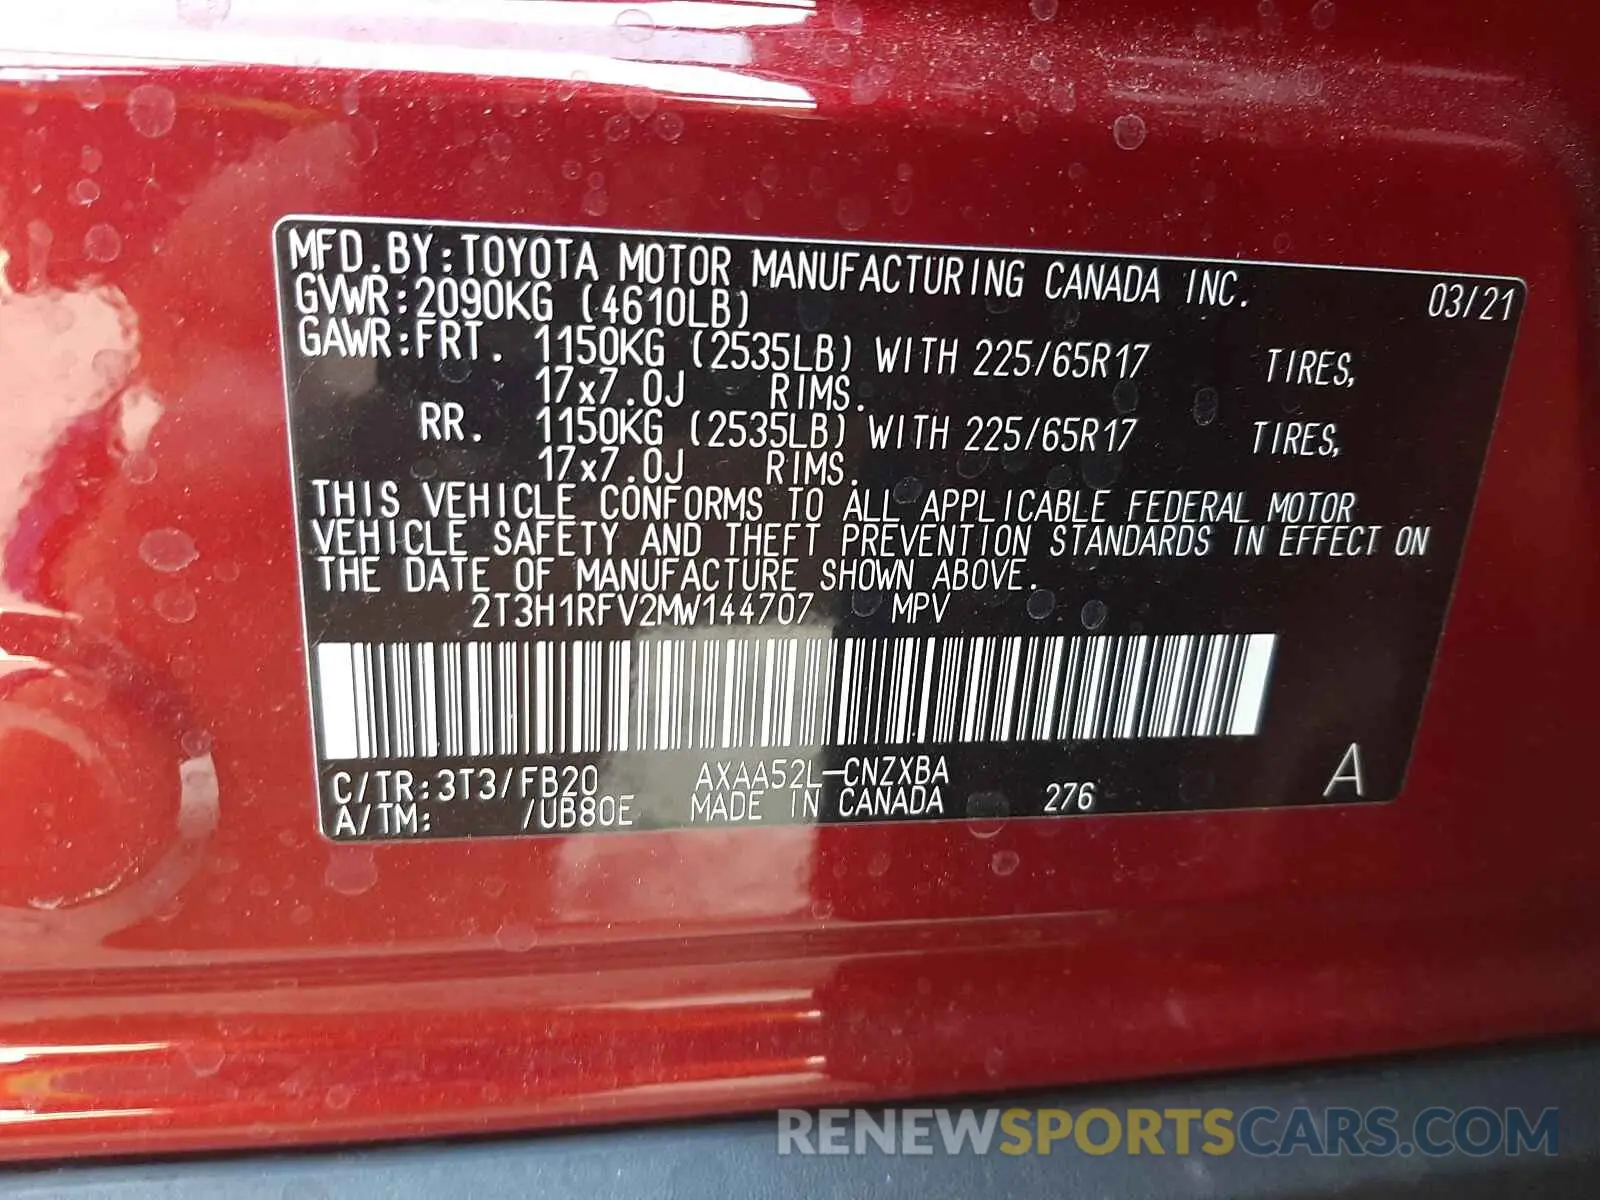 MFD.BY:TOYOTA MOTOR MANUFACTURING CANADA INC. 03/21
GVWR:2090KG (4610LB)
GAWR:FRT. 1150KG (2535LB) WITH 225/65R17 TIRES,
17x7.0J RIMS.
RR. 1150KG (2535LB) WITH 225/65R17 TIRES,
17x7.0J RIMS.
THIS VEHICLE CONFORMS TO ALL APPLICABLE FEDERAL MOTOR
VEHICLE SAFETY AND THEFT PREVENTION STANDARDS IN EFFECT ON
THE DATE OF MANUFACTURE SHOWN ABOVE.
2T3H1RFV2MW144707 MPV
C/TR:3T3/FB20 AXAA52L-CNZXBA
A/TM: /UB80E MADE IN CANADA 276 A
RENEWSPORTSCARS.COM